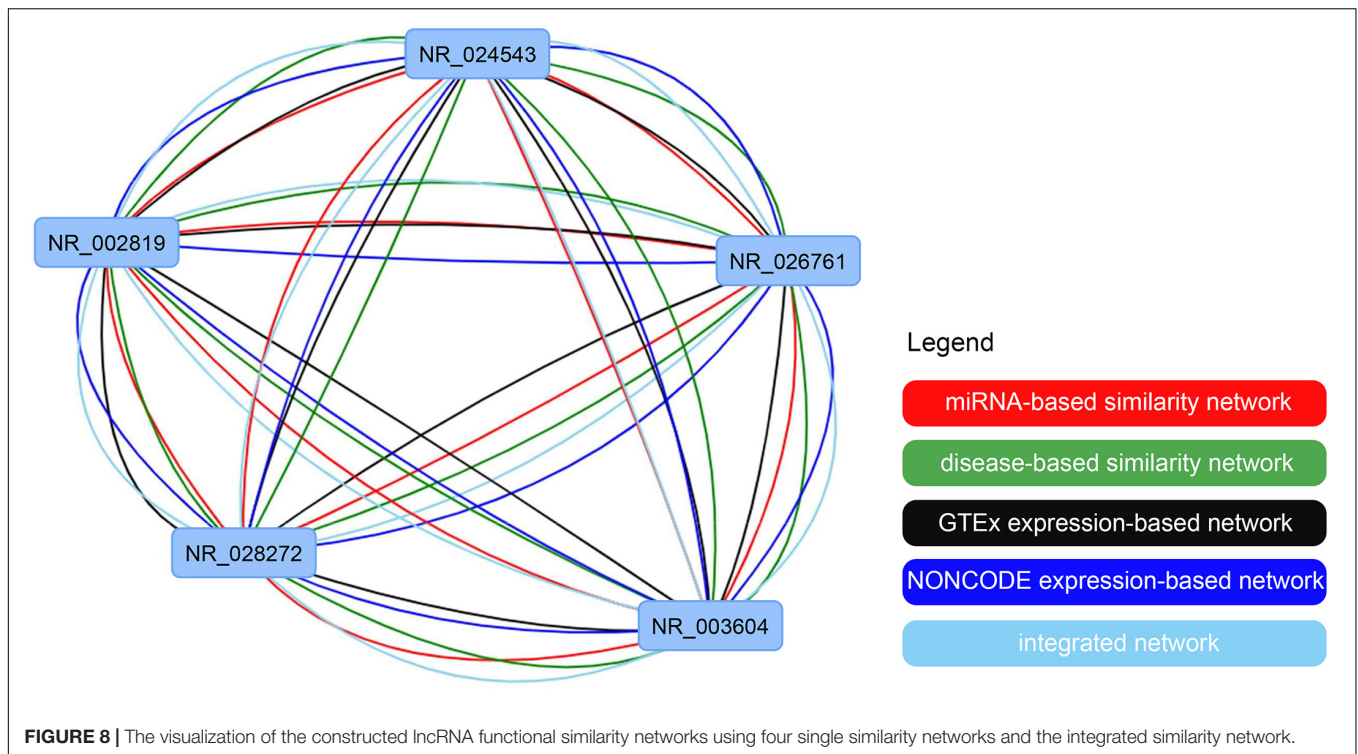 NR_024543
NR_002819
NR_026761
NR_028272
NR_003604
Legend
miRNA-based similarity network
disease-based similarity network
GTEx expression-based network
NONCODE expression-based network
integrated network
FIGURE 8 | The visualization of the constructed lncRNA functional similarity networks using four single similarity networks and the integrated similarity network.